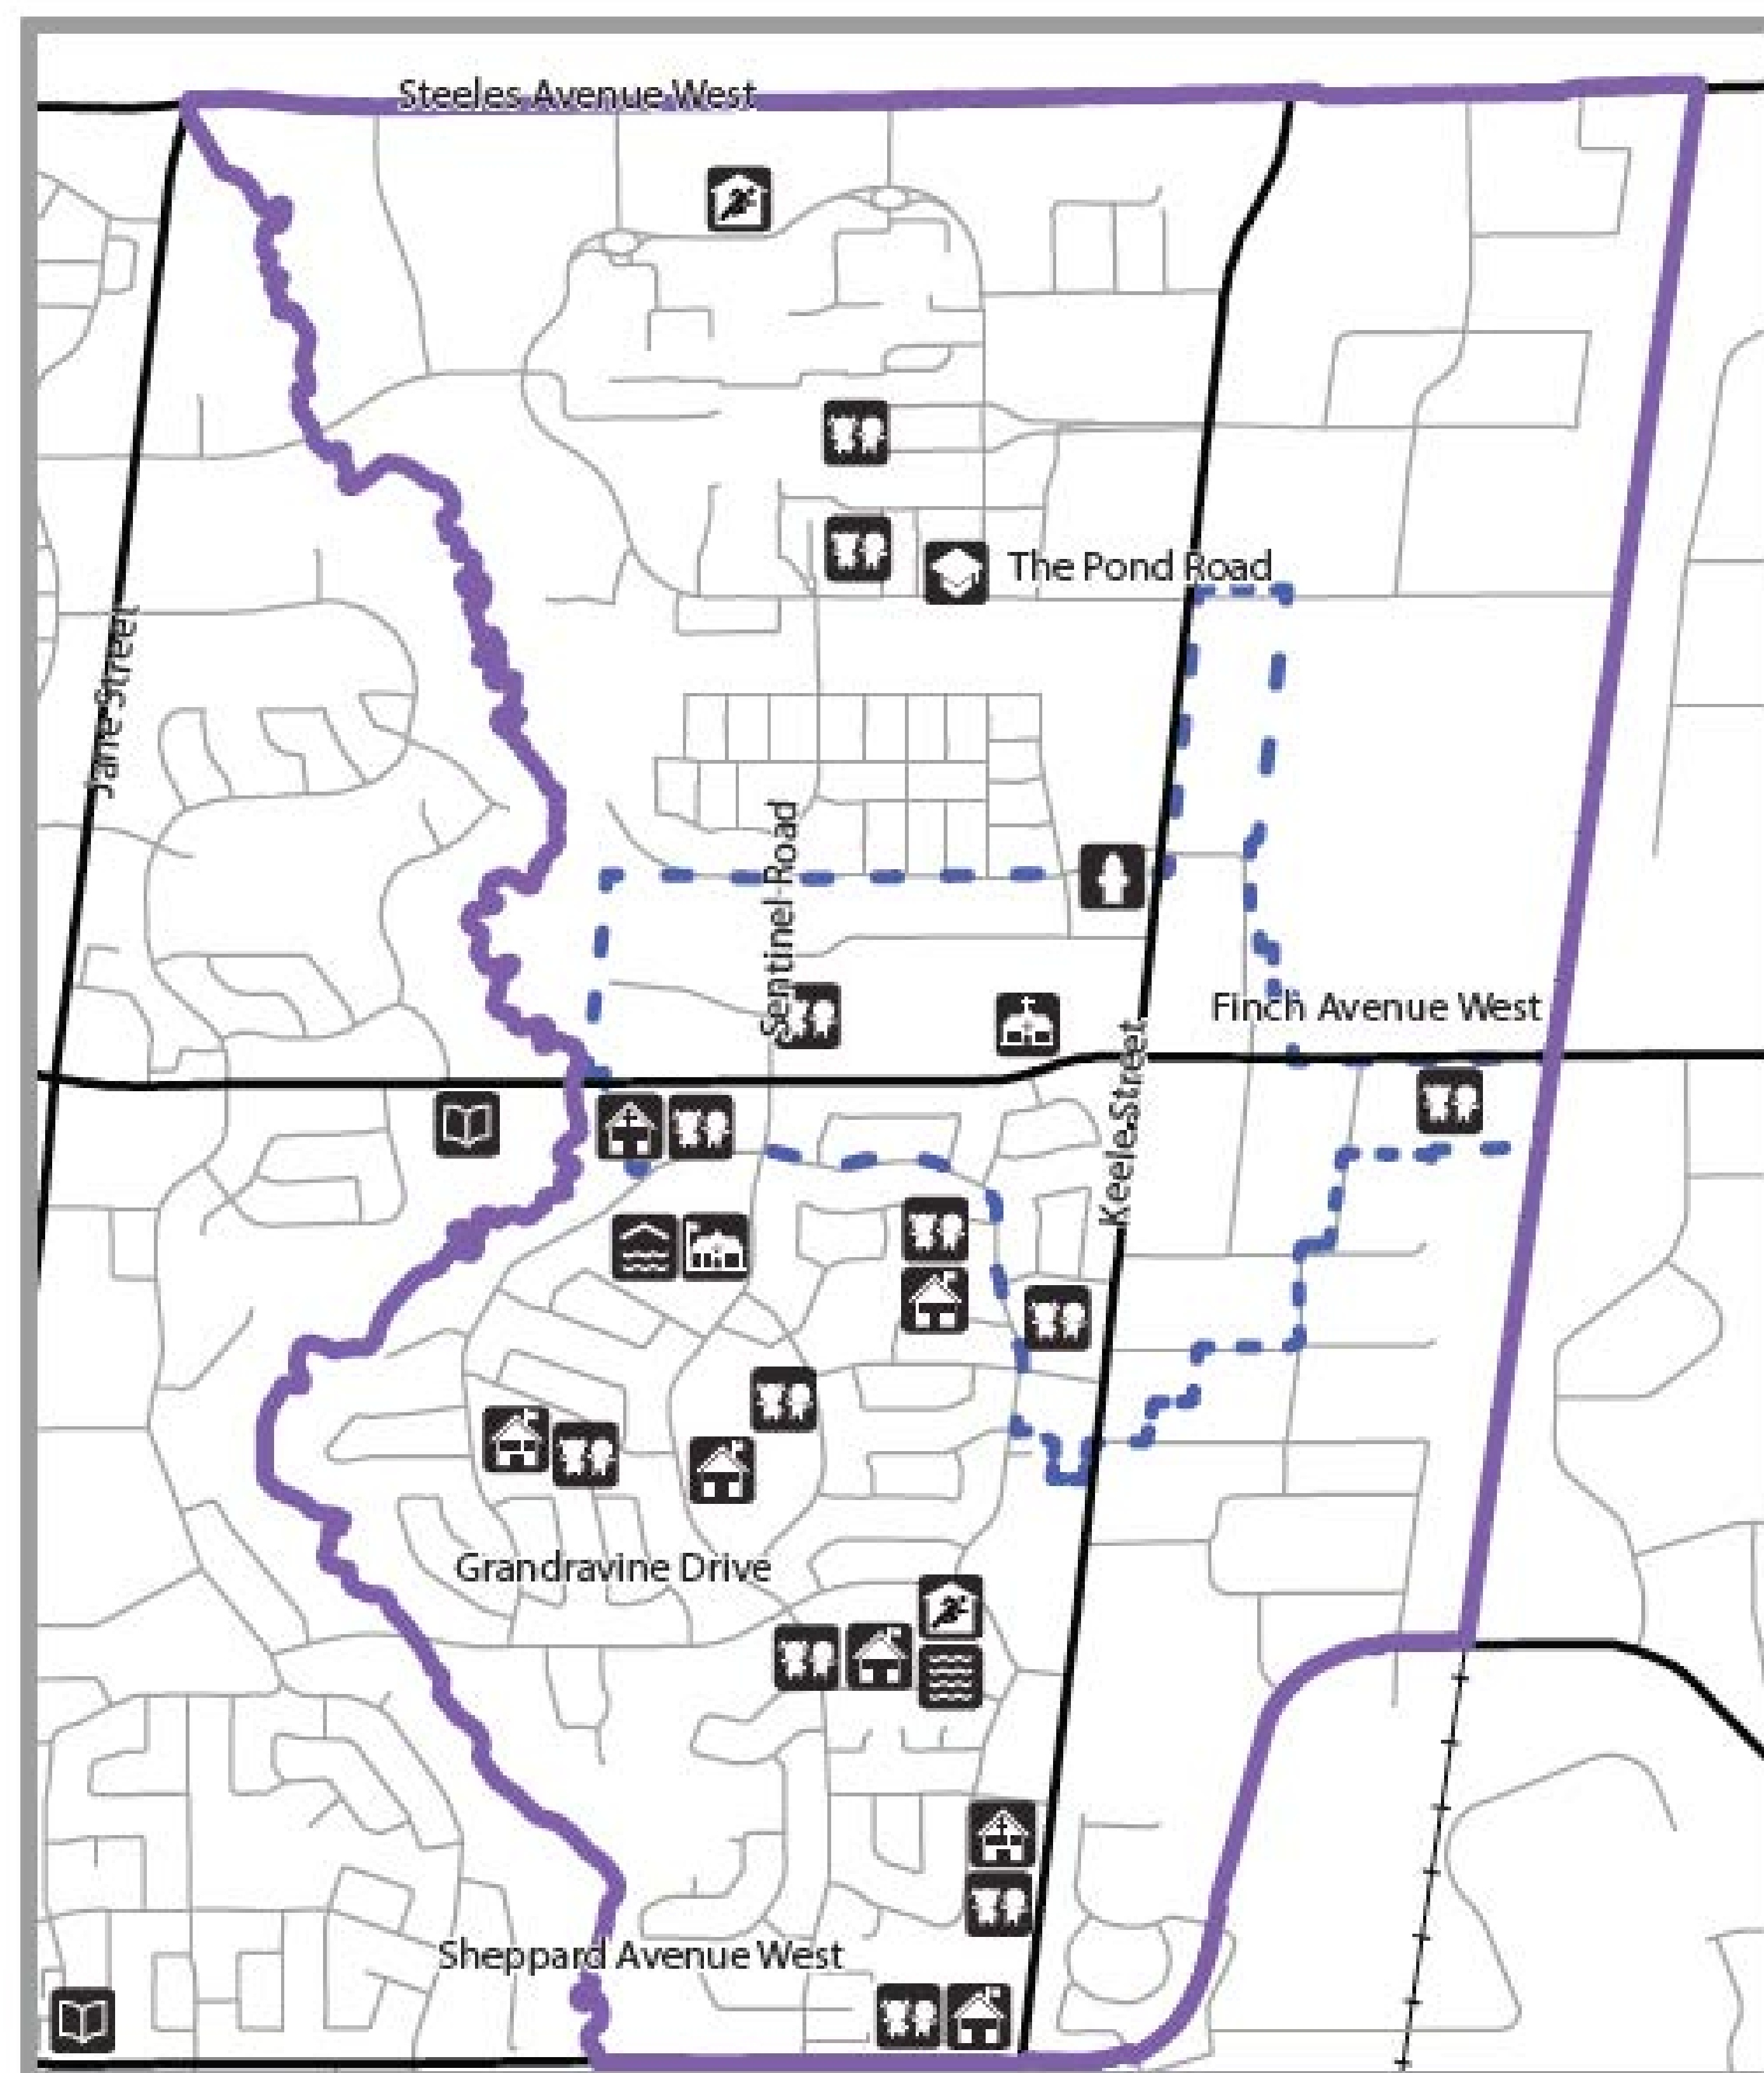 Steeles Avenue West
The Pond Road
Jane Street
Sentinel Road
Finch Avenue West
Keele Street
Grandravine Drive
Sheppard Avenue West